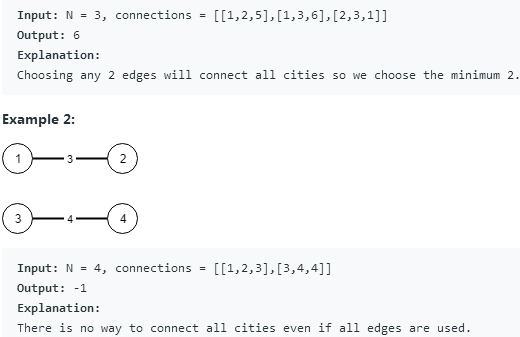 Input: N = 3, connections = [[1,2,5],[1,3,6],[2,3,1]]
Output: 6
Explanation:
Choosing any 2 edges will connect all cities so we choose the minimum 2.
Example 2:
1 3 2
3 4 4
Input: N = 4, connections = [[1,2,3],[3,4,4]]
Output: -1
Explanation:
There is no way to connect all cities even if all edges are used.